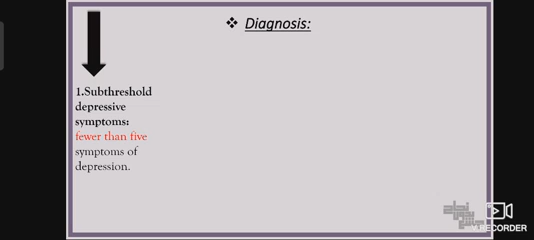 ❖ Diagnosis:
1.Subthreshold
depressive
symptoms:
fewer than five
symptoms of
depression.
V.RECORDER